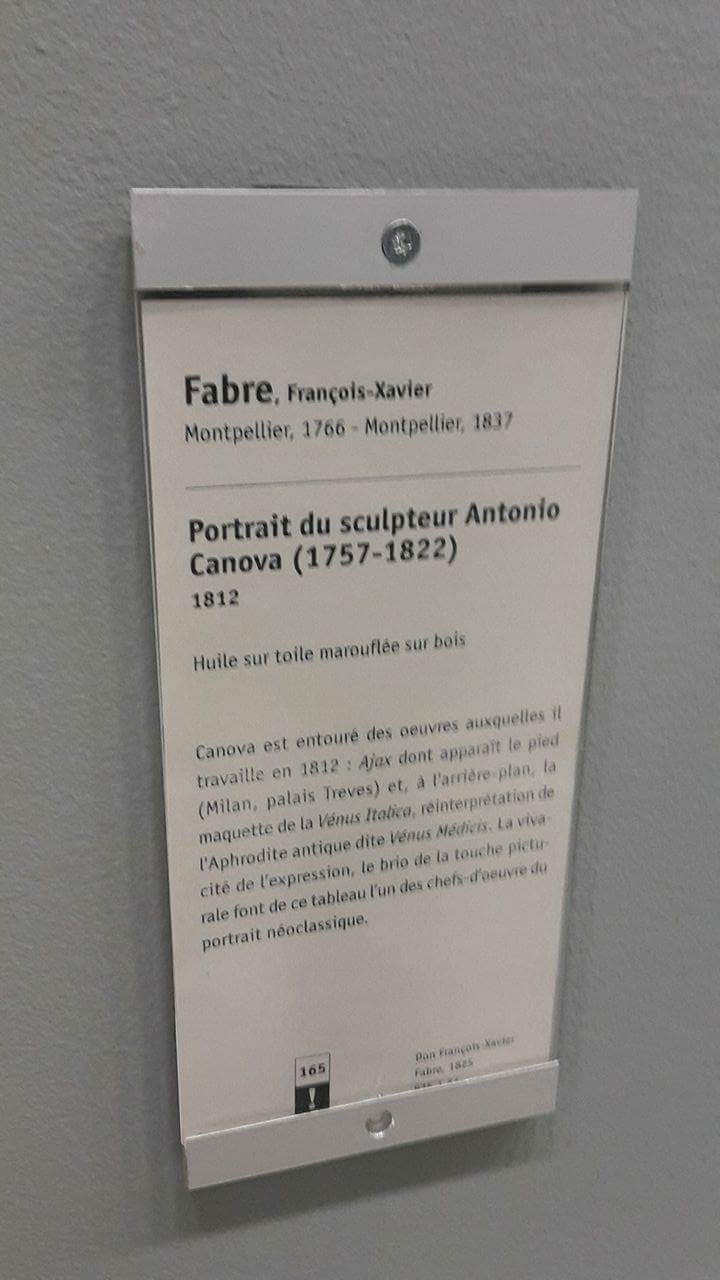 Fabre, François-Xavier
Montpellier, 1766 - Montpellier, 1837
Portrait du sculpteur Antonio
Canova (1757-1822)
1812
Huile sur toile marouflée sur bois
Canova est entouré des oeuvres auxquelles il
travaille en 1812 : Ajax dont apparaît le pied
(Milan, palais Treves) et, à l'arrière-plan, la
maquette de la Vénus Italica, réinterprétation de
l'Aphrodite antique dite Vénus Médicis. La viva-
cité de l'expression, le brio de la touche pictu-
rale font de ce tableau l'un des chefs-d'oeuvre du
portrait néoclassique.
165
!
Don François-Xavier
Fabre, 1825